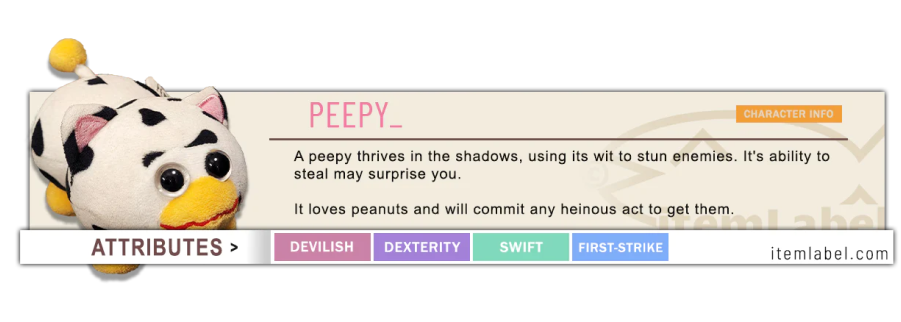 PEEPY_
CHARACTER INFO
A peepy thrives in the shadows, using its wit to stun enemies. It's ability to
steal may surprise you.
It loves peanuts and will commit any heinous act to get them.
itemLabel
ATTRIBUTES >
DEVILISH
DEXTERITY
SWIFT
FIRST-STRIKE
itemlabel.com